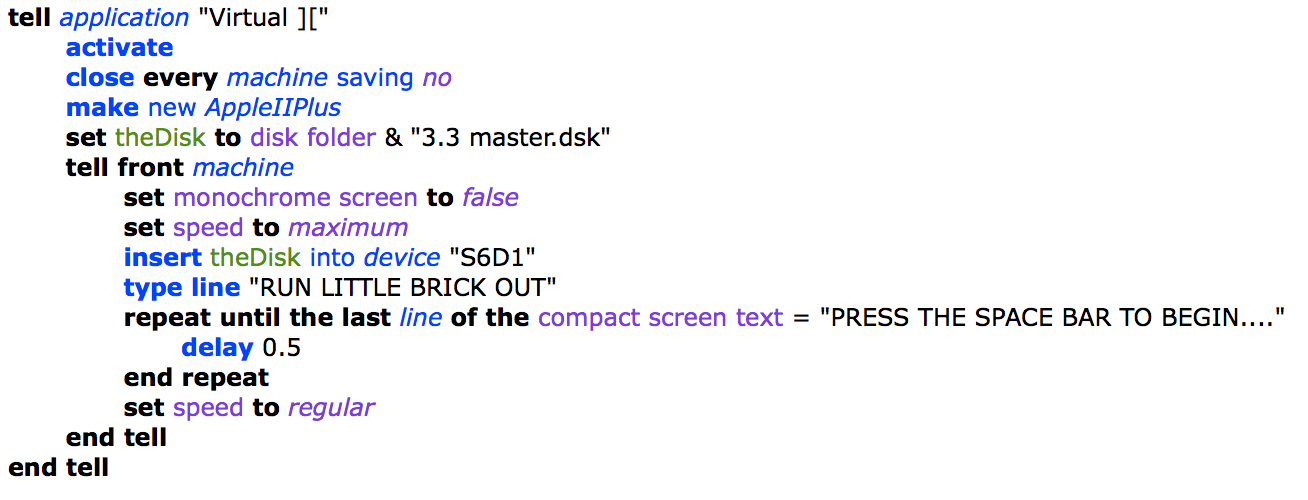 tell application "Virtual ]["
activate
close every machine saving no
make new AppleIIPlus
set theDisk to disk folder & "3.3 master.dsk"
tell front machine
set monochrome screen to false
set speed to maximum
insert theDisk into device "S6D1"
type line "RUN LITTLE BRICK OUT"
repeat until the last line of the compact screen text = "PRESS THE SPACE BAR TO BEGIN...."
delay 0.5
end repeat
set speed to regular
end tell
end tell